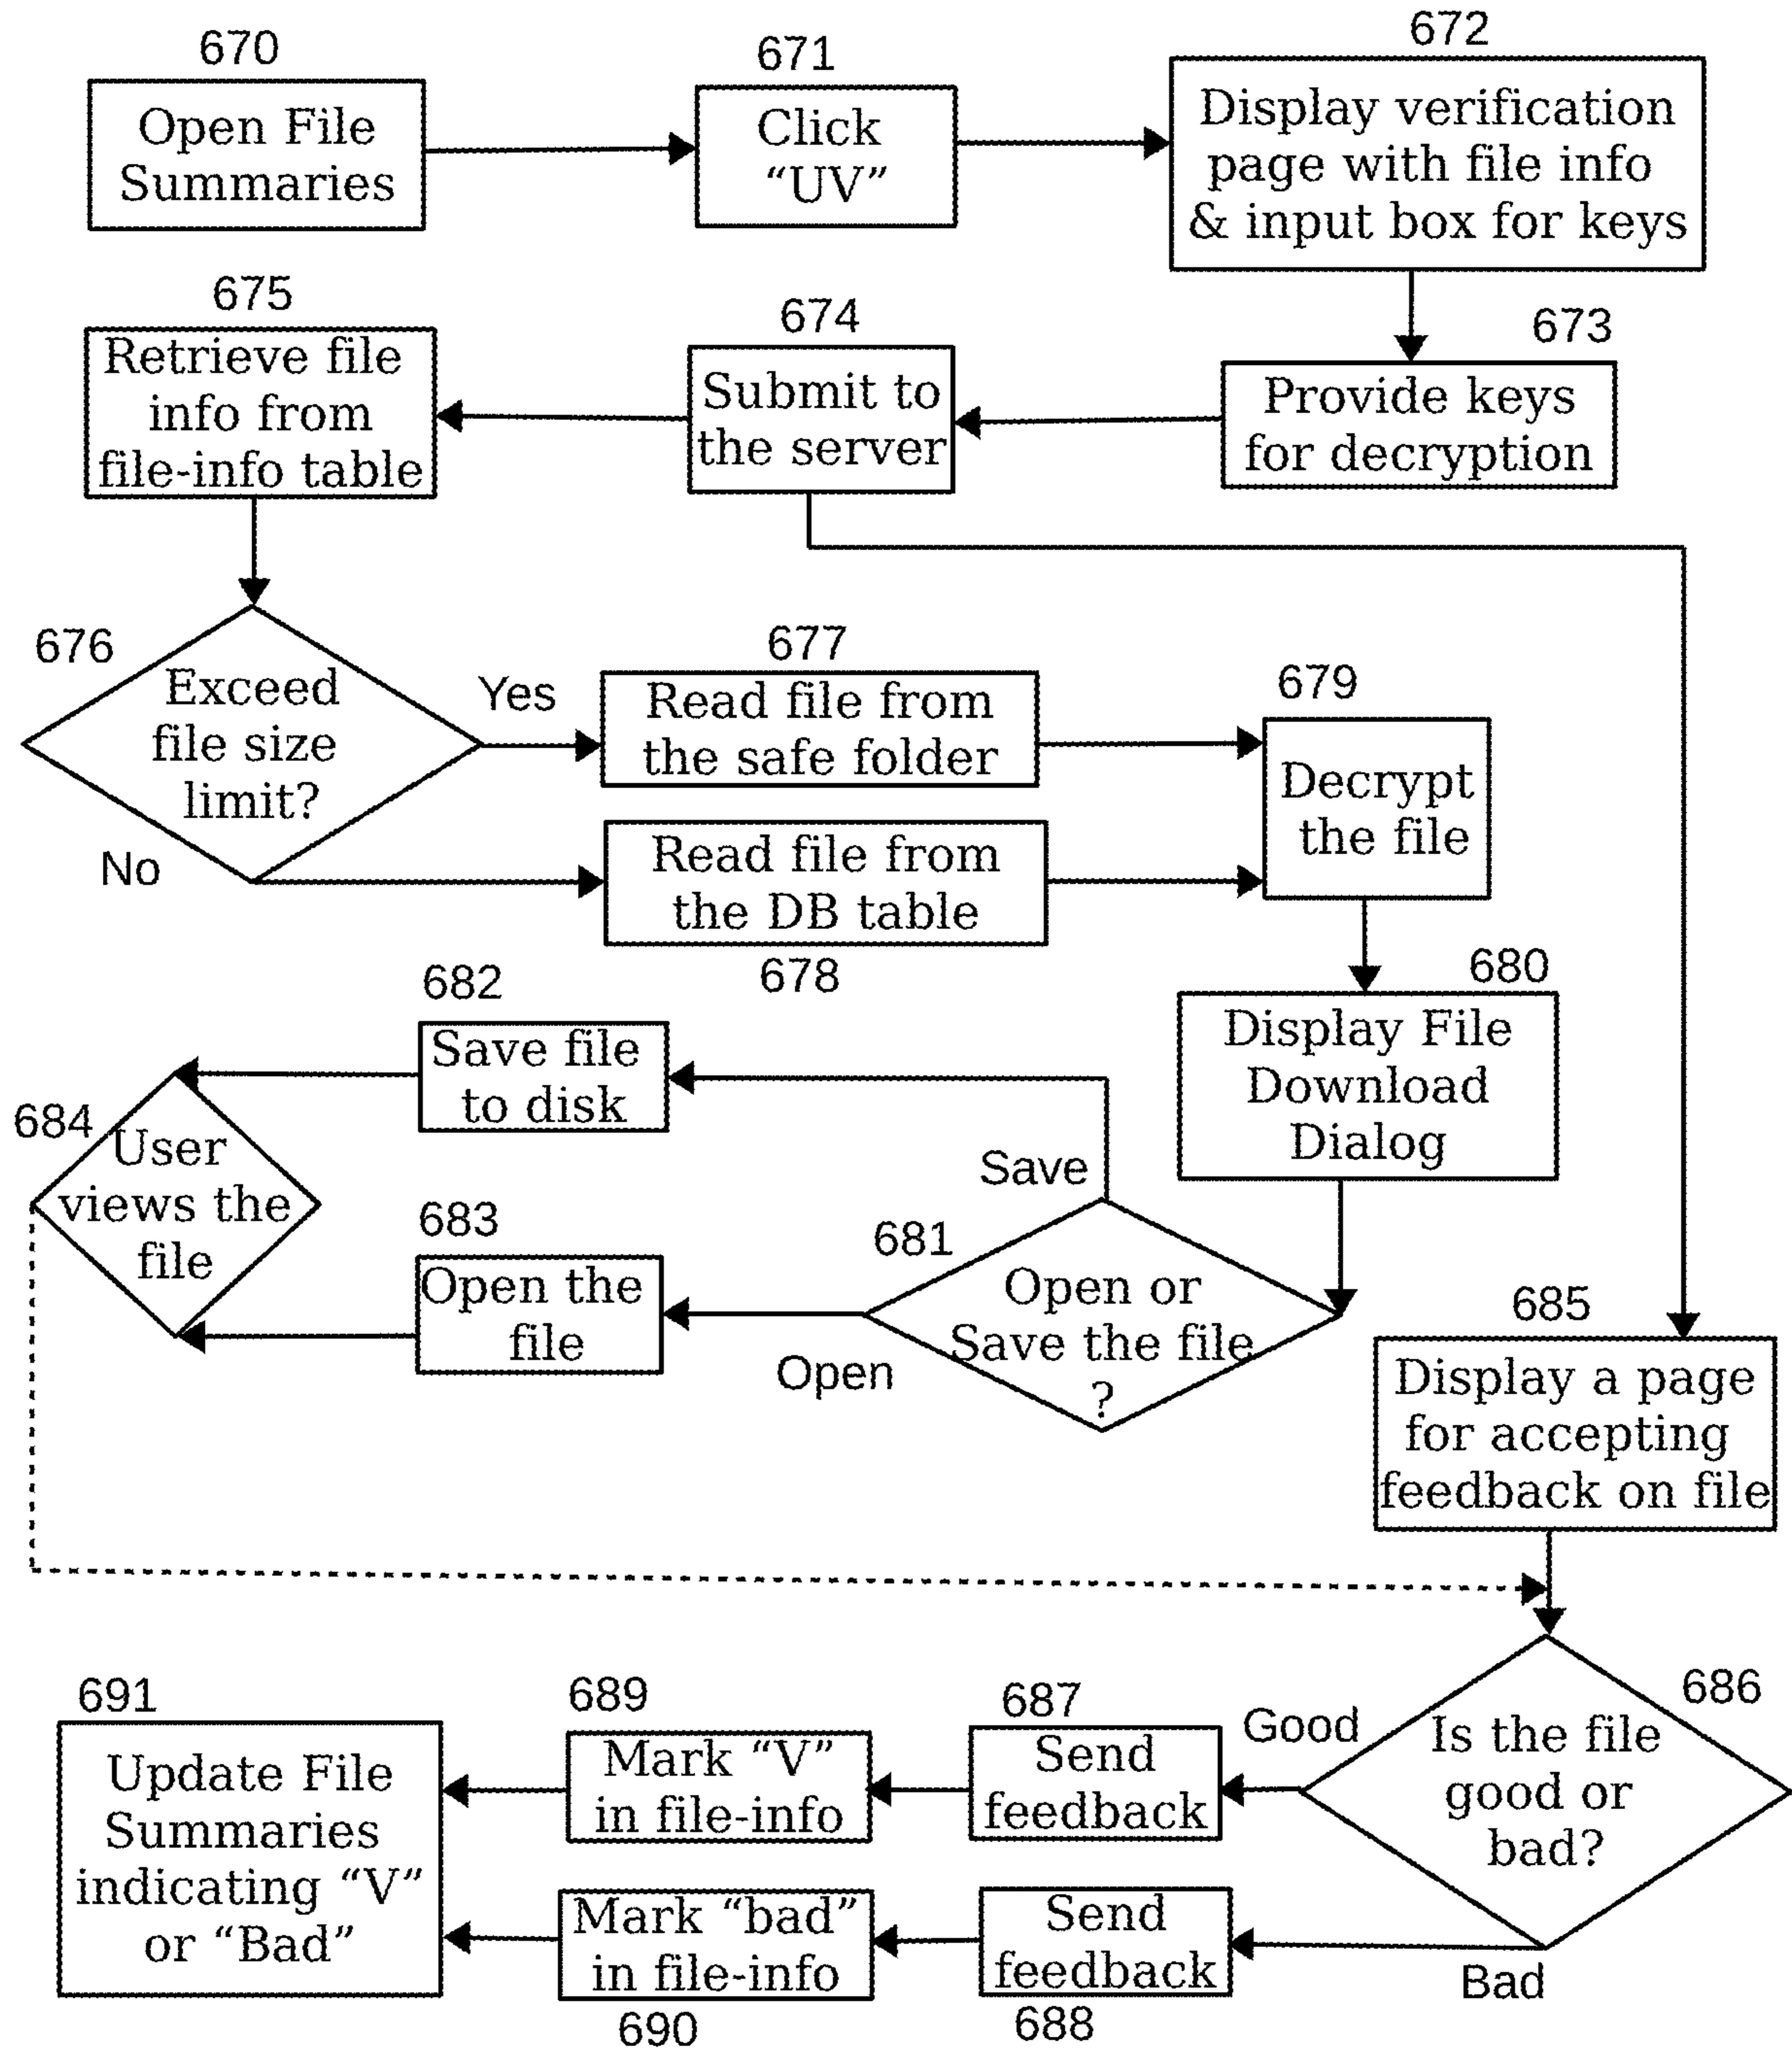 670
Open File
Summaries
671
Click
“UV”
672
Display verification
page with file info
& input box for keys
675
Retrieve file
info from
file-info table
674
Submit to
the server
673
Provide keys
for decryption
676
Exceed
file size
limit?
Yes
No
677
Read file from
the safe folder
Read file from
the DB table
678
679
Decrypt
the file
680
Display File
Download
Dialog
682
Save file
to disk
684
User
views the
file
683
Open the
file
Save
681
Open or
Save the file
?
Open
685
Display a page
for accepting
feedback on file
686
Is the file
good or
bad?
Good
Bad
687
Send
feedback
689
Mark “V”
in file-info
691
Update File
Summaries
indicating “V”
or “Bad”
Send
feedback
688
Mark “bad”
in file-info
690